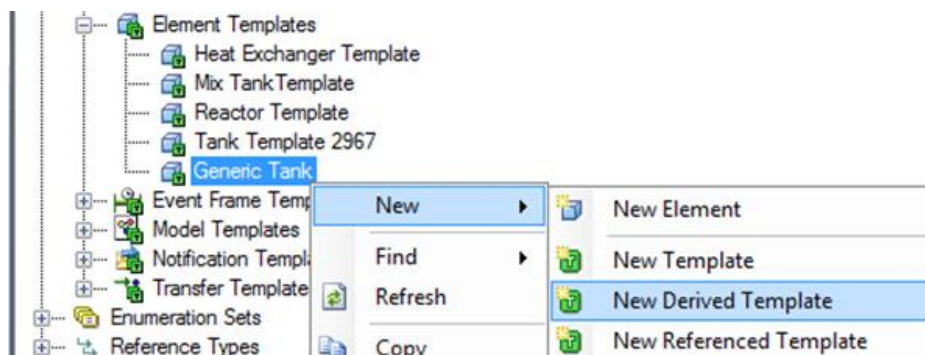 Element Templates
Heat Exchanger Template
Mix TankTemplate
Reactor Template
Tank Template 2967
Generic Tank
Event Frame Temp
Model Templates
Notification Templa
Transfer Template
Enumeration Sets
Reference Types
New
Find
Refresh
Copy
New Element
New Template
New Derived Template
New Referenced Template